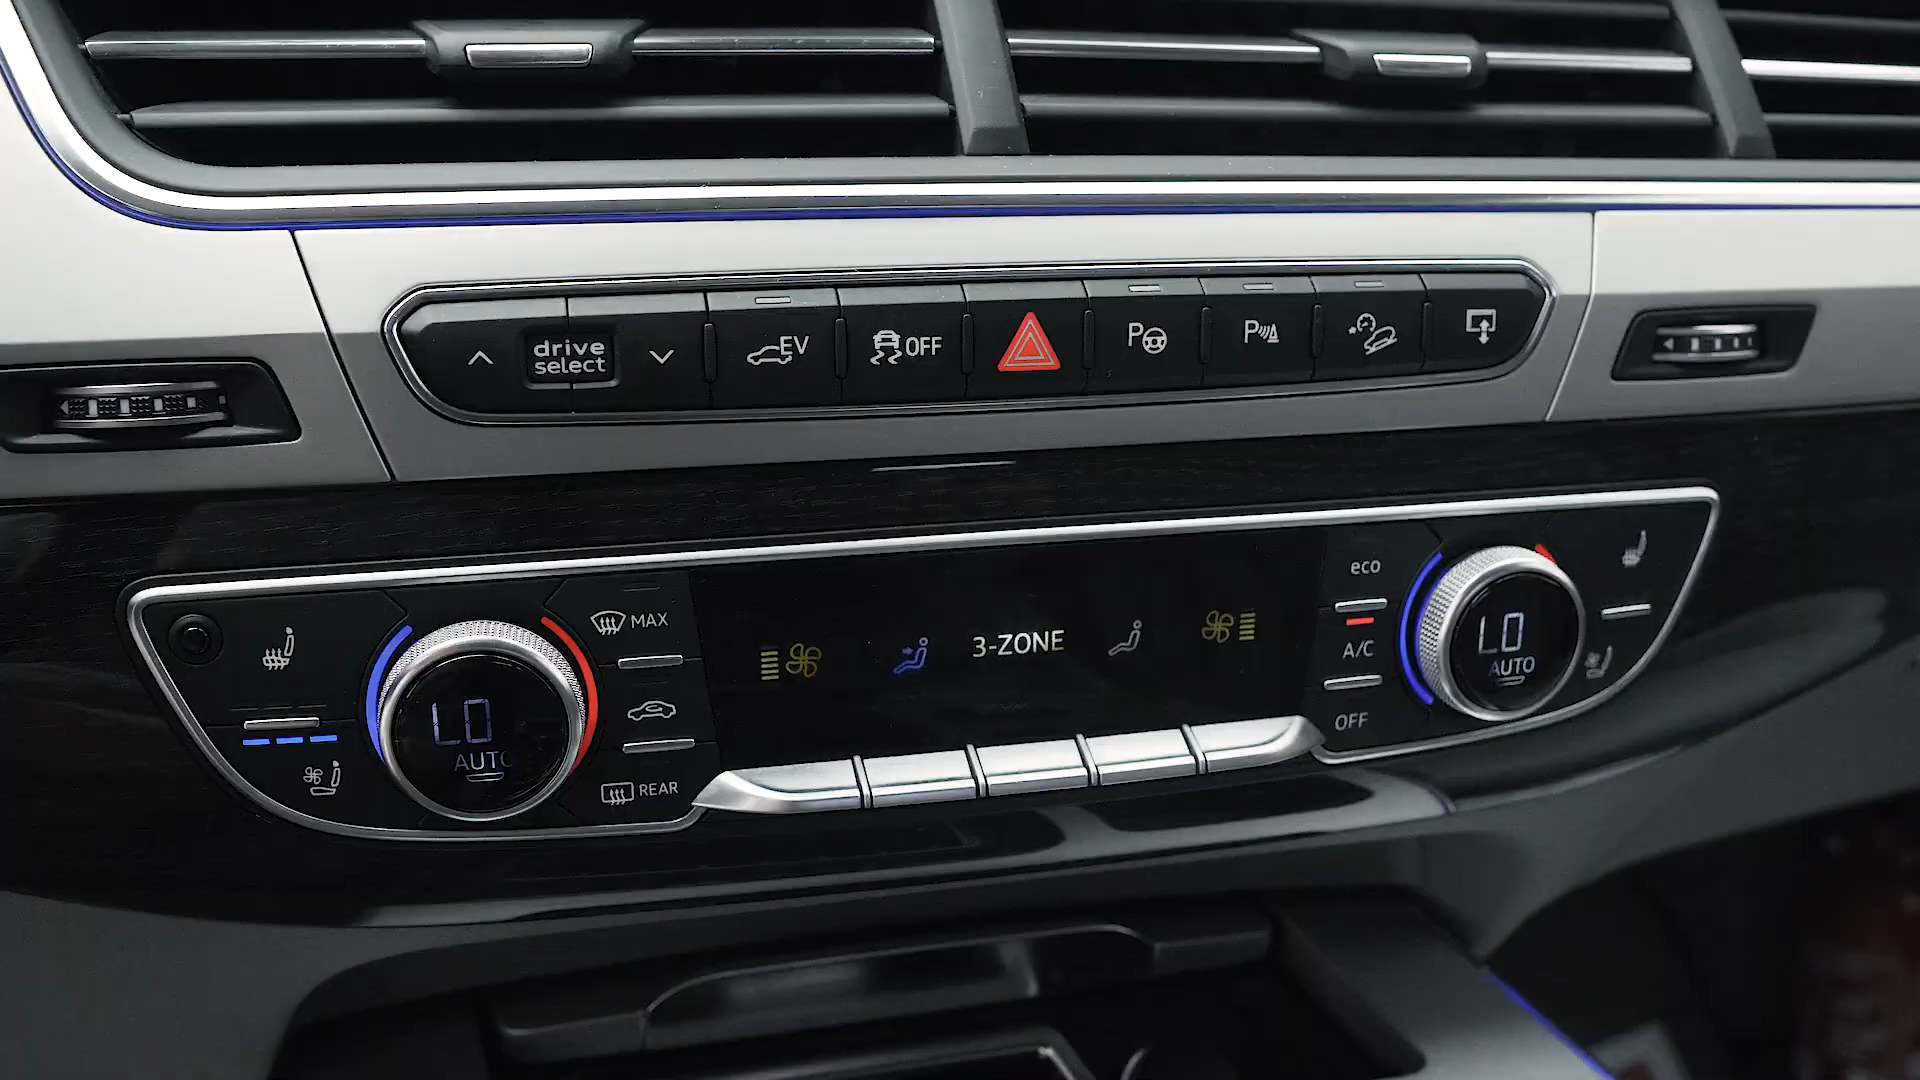 drive
select
EV
OFF
P
P
MAX
REAR
LO
AUTO
3-ZONE
eco
A/C
OFF
LO
AUTO